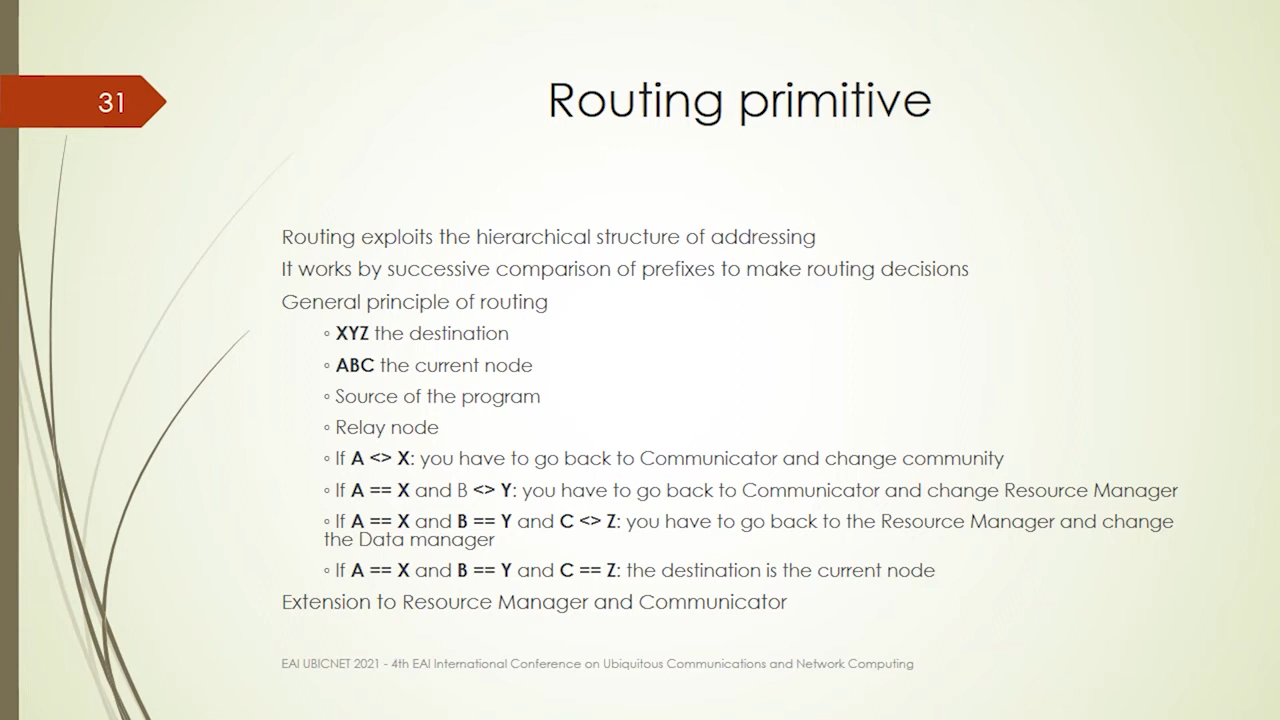 31
Routing primitive
Routing exploits the hierarchical structure of addressing
It works by successive comparison of prefixes to make routing decisions
General principle of routing
◦ XYZ the destination
◦ ABC the current node
◦ Source of the program
◦ Relay node
◦ If A <> X: you have to go back to Communicator and change community
◦ If A == X and B <> Y: you have to go back to Communicator and change Resource Manager
◦ If A == X and B == Y and C <> Z: you have to go back to the Resource Manager and change
the Data manager
◦ If A == X and B == Y and C == Z: the destination is the current node
Extension to Resource Manager and Communicator
EAI UBICNET 2021 - 4th EAI International Conference on Ubiquitous Communications and Network Computing